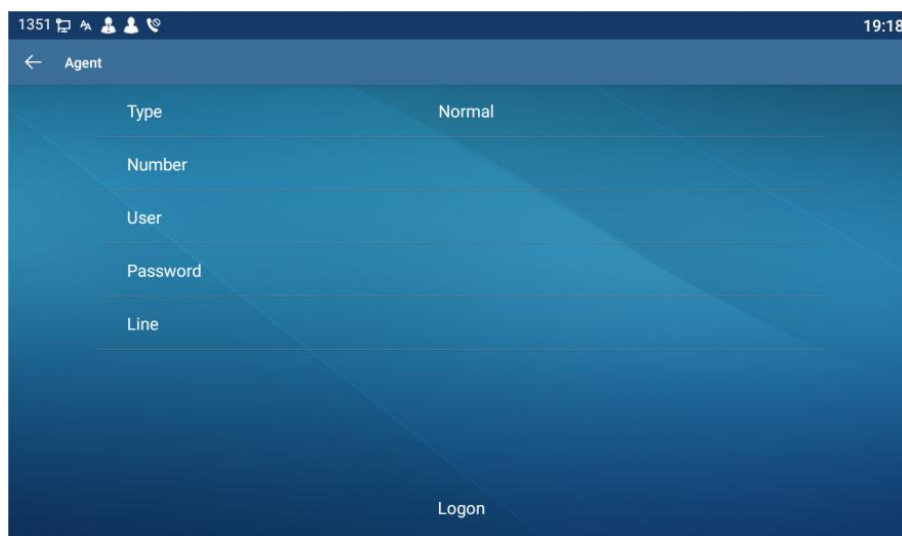 1351 19:18
Agent
Type Normal
Number
User
Password
Line
Logon